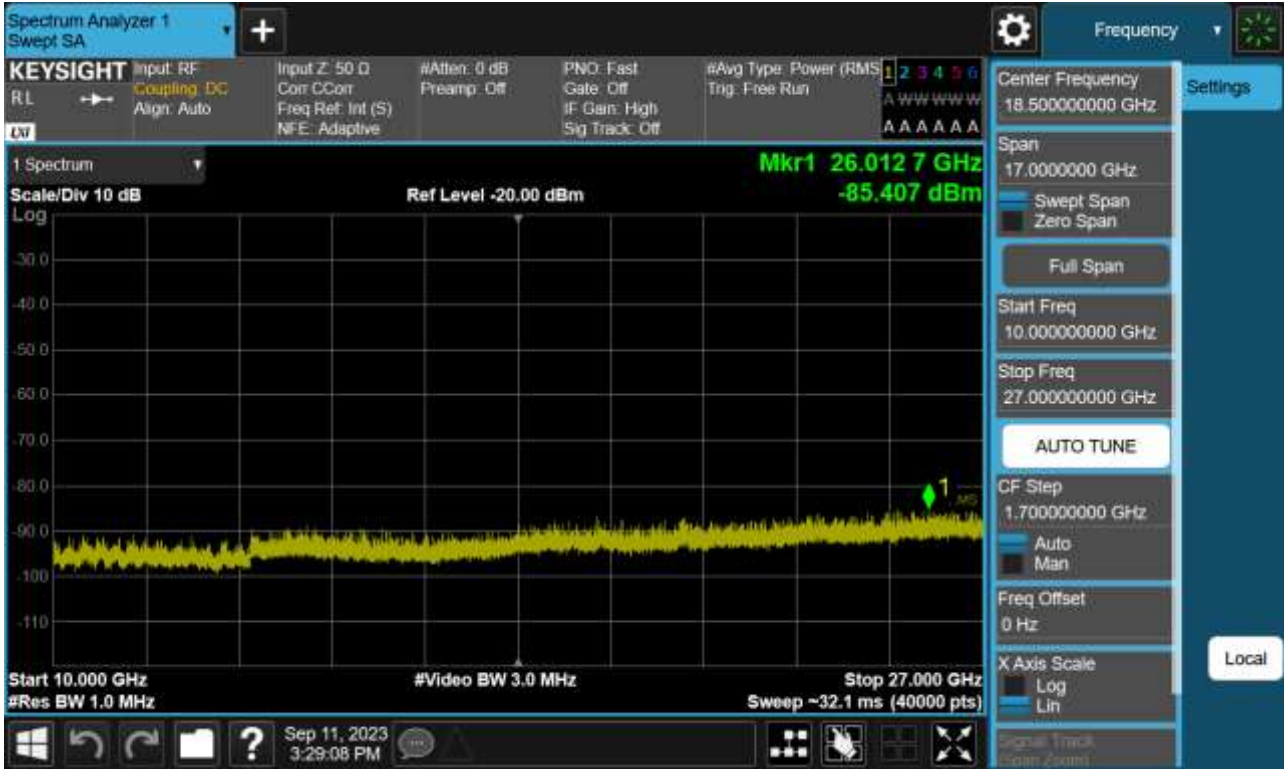 Spectrum Analyzer 1
Swept SA
+
Frequency
KEYSIGHT
RL
LXI
Input: RF
Coupling: DC
Align: Auto
Input Z: 50 Ω
Corr CCorr
Freq Ref: Int (S)
NFE: Adaptive
#Atten: 0 dB
Preamp: Off
PNO: Fast
Gate: Off
IF Gain: High
Sig Track: Off
#Avg Type: Power (RMS
Trig: Free Run
1 2 3 4 5 6
A W W W W W
A A A A A A
1 Spectrum
Mkr1 26.012 7 GHz
-85.407 dBm
Scale/Div 10 dB
Ref Level -20.00 dBm
Log
-30.0
-40.0
-50.0
-60.0
-70.0
-80.0
-90.0
-100
-110
1
Start 10.000 GHz
#Video BW 3.0 MHz
Stop 27.000 GHz
#Res BW 1.0 MHz
Sweep ~32.1 ms (40000 pts)
Center Frequency
18.500000000 GHz
Settings
Span
17.0000000 GHz
Swept Span
Zero Span
Full Span
Start Freq
10.000000000 GHz
Stop Freq
27.000000000 GHz
AUTO TUNE
CF Step
1.700000000 GHz
Auto
Man
Freq Offset
0 Hz
X Axis Scale
Log
Lin
Signal Track
(Span Zoom)
Local
?
Sep 11, 2023
3:29:08 PM